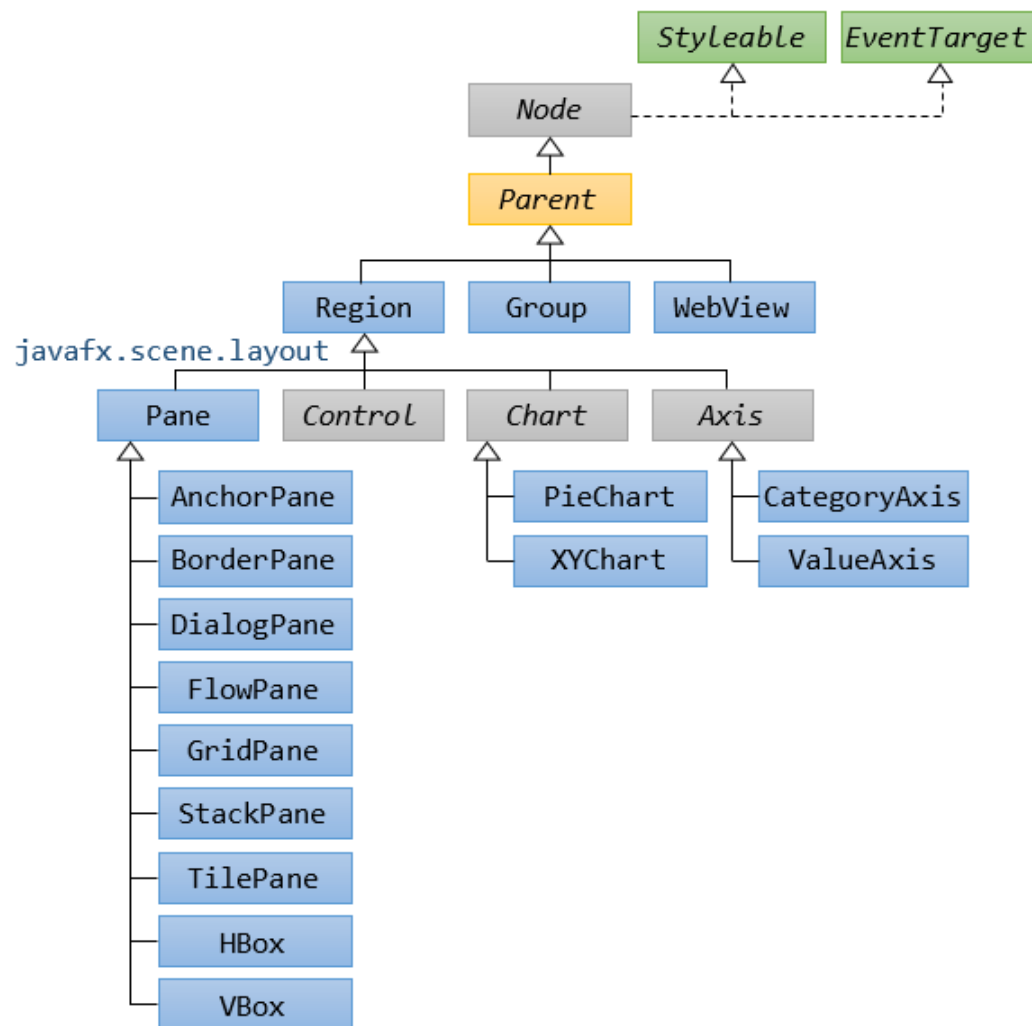 Styleable EventTarget
Node
Parent
Region Group WebView
javafx.scene.layout
Pane Control Chart Axis
AnchorPane PieChart CategoryAxis
BorderPane XYChart ValueAxis
DialogPane
FlowPane
GridPane
StackPane
TilePane
HBox
VBox